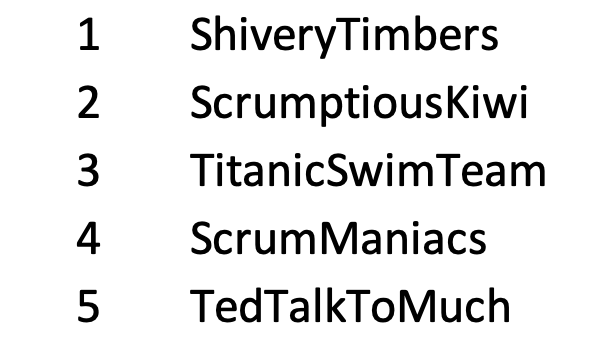 1 ShiveryTimbers
2 ScrumptiousKiwi
3 TitanicSwimTeam
4 ScrumManiacs
5 TedTalkToMuch